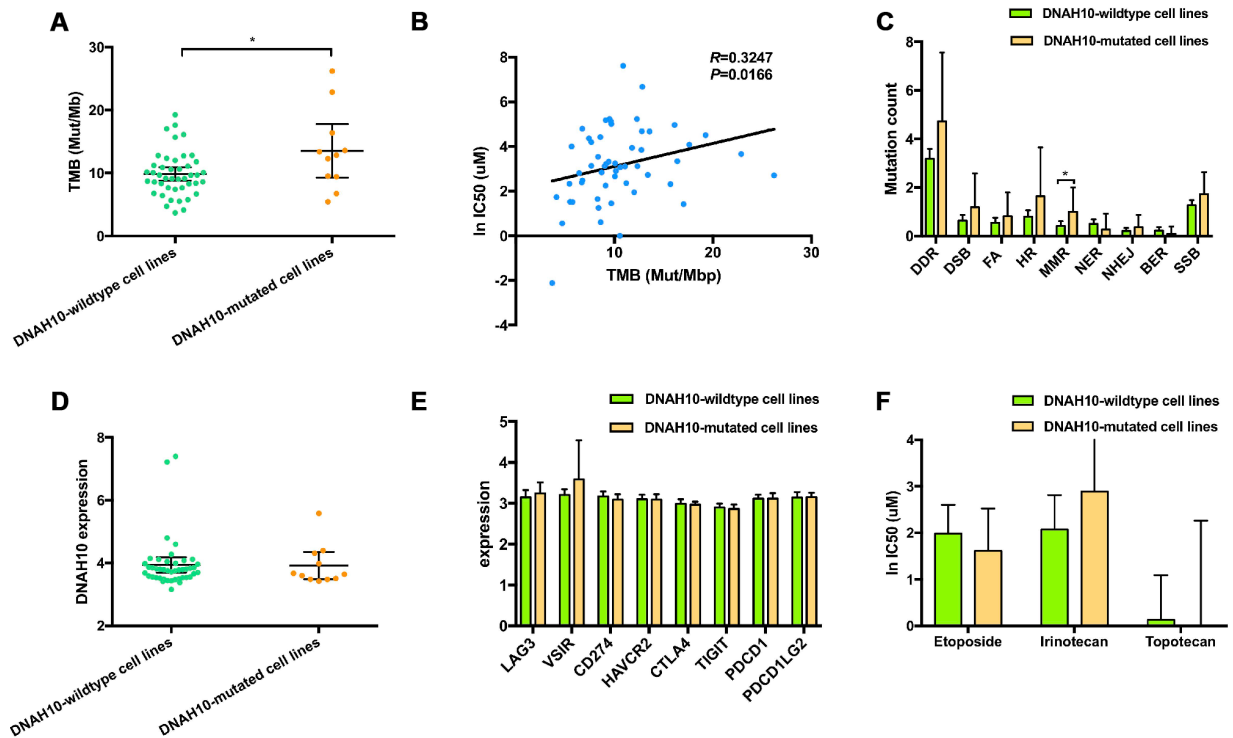 A
TMB (Mut/Mb)
30
20
10
0
*
DNAH10-wildtype cell lines
DNAH10-mutated cell lines
B
ln IC50 (uM)
8
6
4
2
0
-2
-4
10
20
30
TMB (Mut/Mbp)
R=0.3247
P=0.0166
C
DNAH10-wildtype cell lines
DNAH10-mutated cell lines
Mutation count
8
6
4
2
0
*
DDR
DSB
FA
HR
MMR
NER
NHEJ
BER
SSB
D
DNAH10 expression
8
6
4
2
DNAH10-wildtype cell lines
DNAH10-mutated cell lines
E
DNAH10-wildtype cell lines
DNAH10-mutated cell lines
expression
5
4
3
2
1
0
LAG3
VSIR
CD274
HAVCR2
CTLA4
TIGIT
PDCD1
PDCD1LG2
F
DNAH10-wildtype cell lines
DNAH10-mutated cell lines
ln IC50 (uM)
4
3
2
1
0
Etoposide
Irinotecan
Topotecan